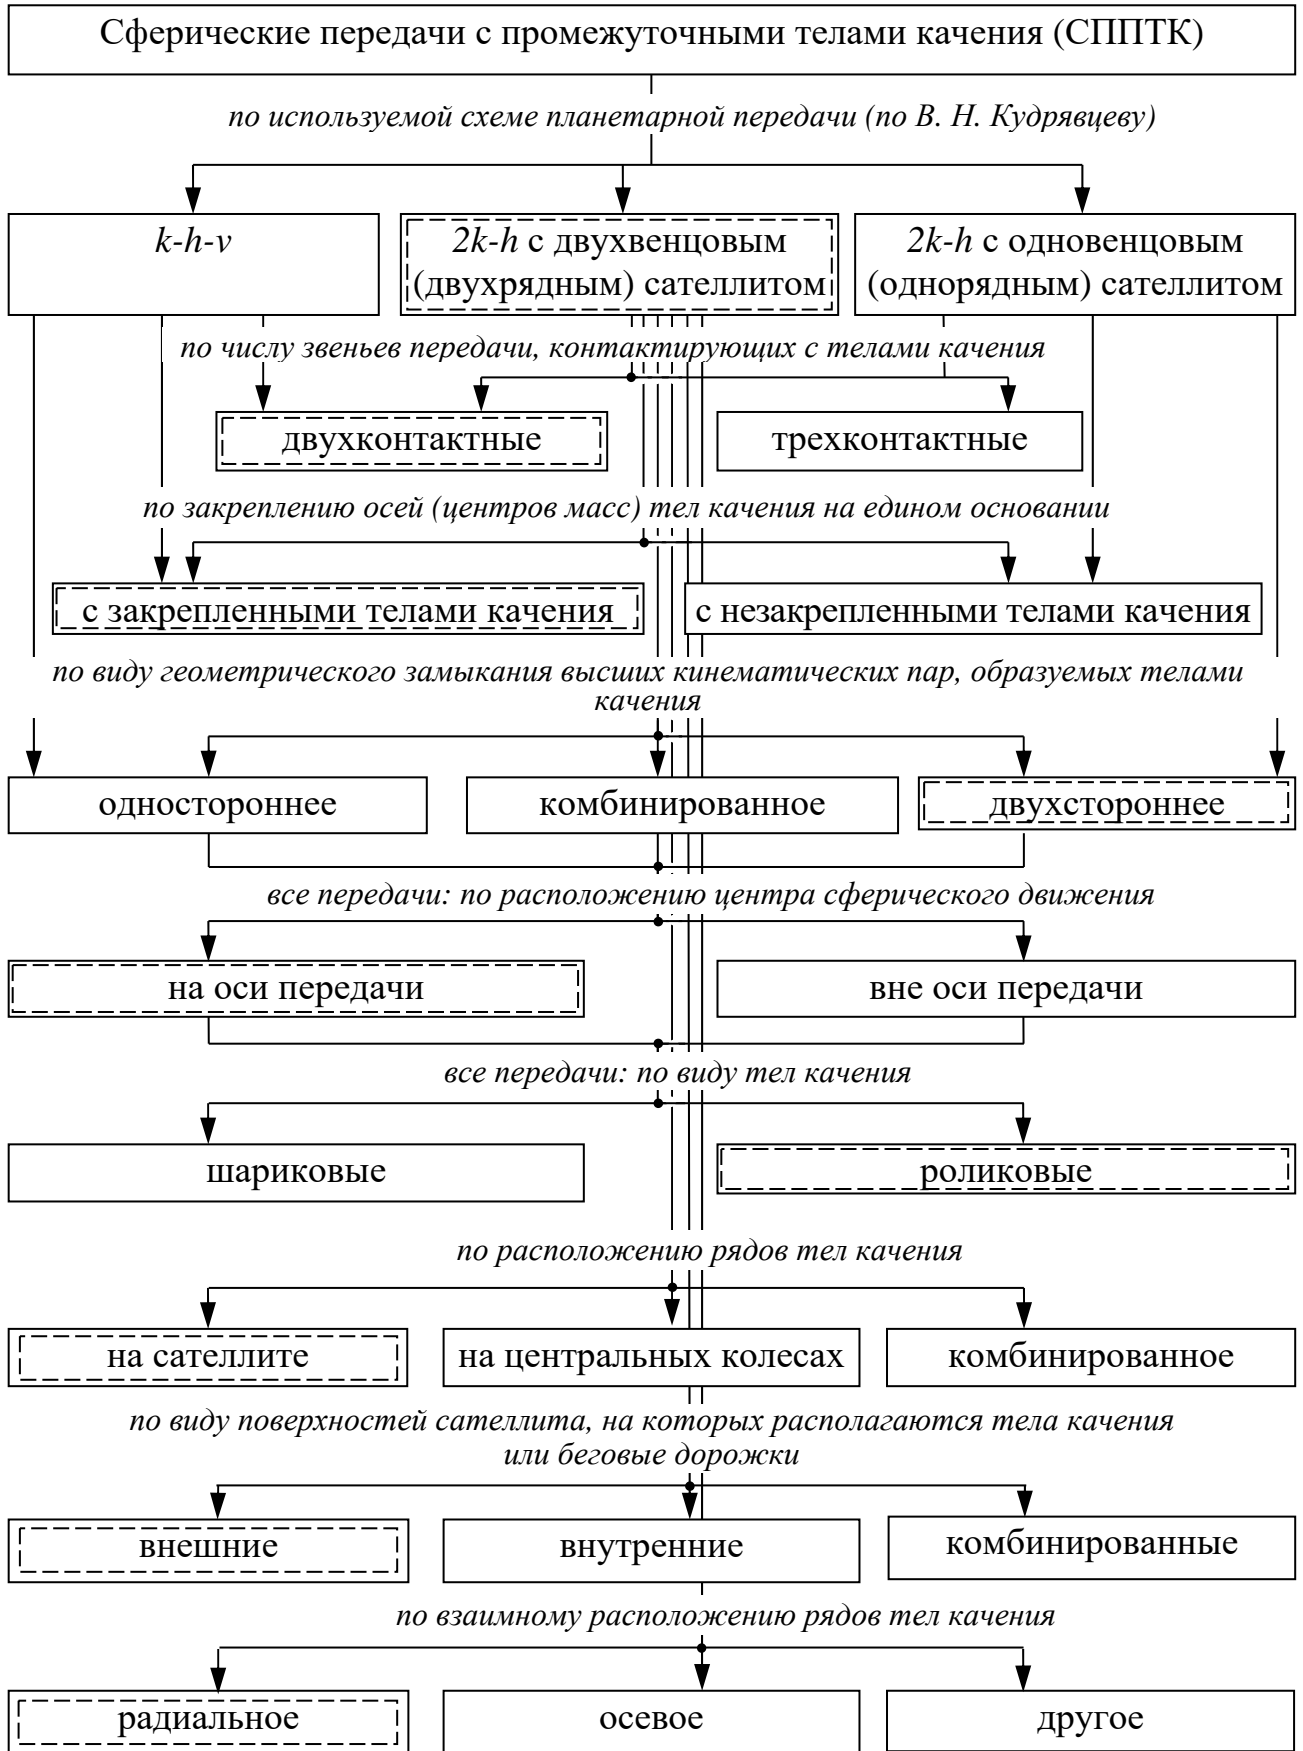 Сферические передачи с промежуточными телами качения (СППТК)
по используемой схеме планетарной передачи (по В. Н. Кудрявцеву)
k-h-v
2k-h с двухвенцовым
(двухрядным) сателлитом
2k-h с одновенцовым
(однорядным) сателлитом
по числу звеньев передачи, контактирующих с телами качения
двухконтактные
трехконтактные
по закреплению осей (центров масс) тел качения на едином основании
с закрепленными телами качения
с незакрепленными телами качения
по виду геометрического замыкания высших кинематических пар, образуемых телами
качения
одностороннее
комбинированное
двухстороннее
все передачи: по расположению центра сферического движения
на оси передачи
вне оси передачи
все передачи: по виду тел качения
шариковые
роликовые
по расположению рядов тел качения
на сателлите
на центральных колесах
комбинированное
по виду поверхностей сателлита, на которых располагаются тела качения
или беговые дорожки
внешние
внутренние
комбинированные
по взаимному расположению рядов тел качения
радиальное
осевое
другое